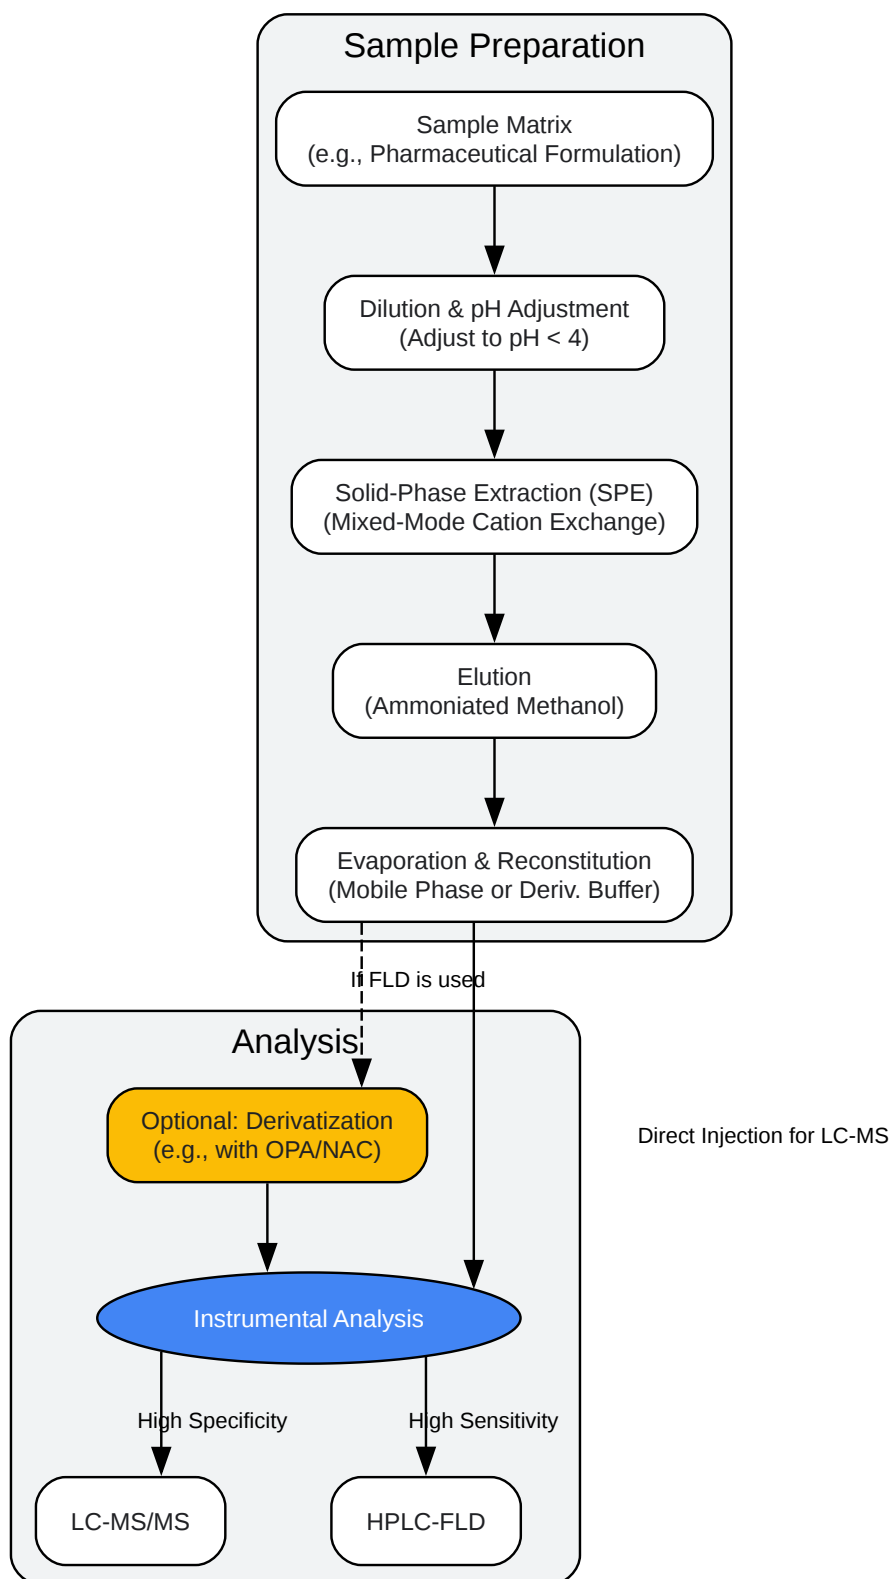 Sample Preparation
Sample Matrix
(e.g., Pharmaceutical Formulation)
Dilution & pH Adjustment
(Adjust to pH < 4)
Solid-Phase Extraction (SPE)
(Mixed-Mode Cation Exchange)
Elution
(Ammoniated Methanol)
Evaporation & Reconstitution
(Mobile Phase or Deriv. Buffer)
If FLD is used
Analysis
Optional: Derivatization
(e.g., with OPA/NAC)
Direct Injection for LC-MS
Instrumental Analysis
High Specificity
High Sensitivity
LC-MS/MS
HPLC-FLD